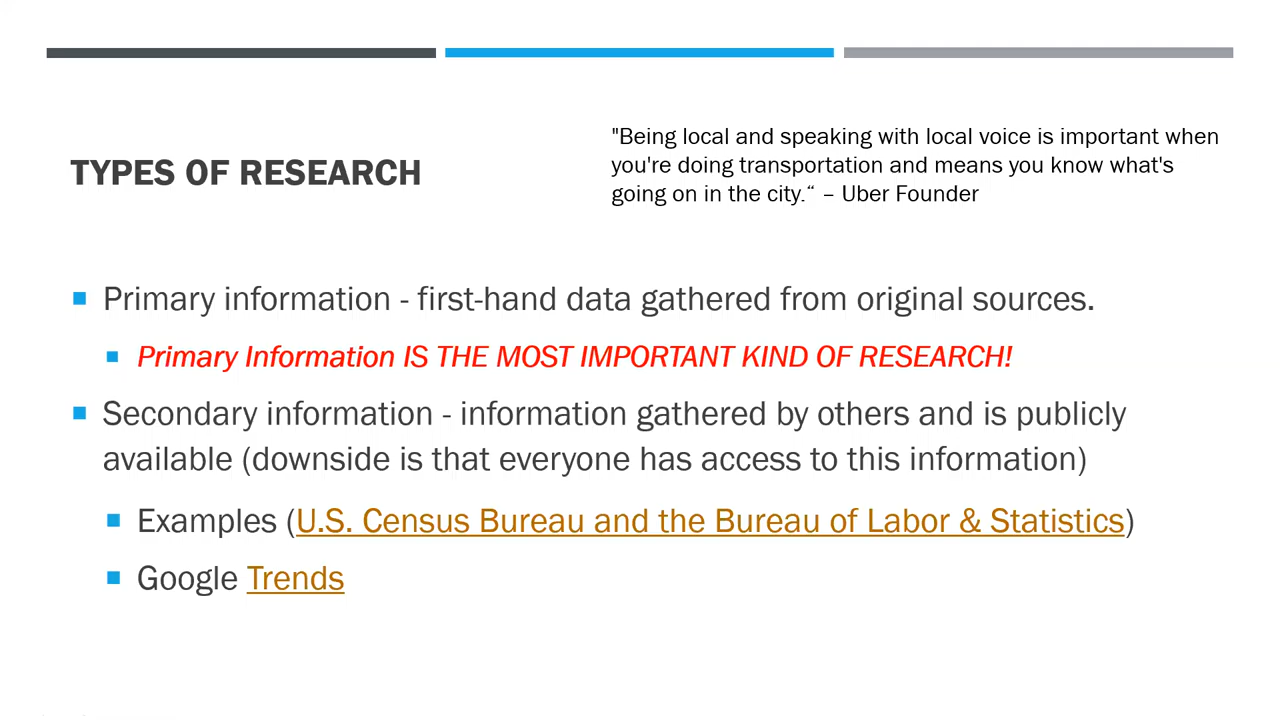 TYPES OF RESEARCH
"Being local and speaking with local voice is important when
you're doing transportation and means you know what's
going on in the city.“ – Uber Founder
Primary information - first-hand data gathered from original sources.
Primary Information IS THE MOST IMPORTANT KIND OF RESEARCH!
Secondary information - information gathered by others and is publicly
available (downside is that everyone has access to this information)
Examples (U.S. Census Bureau and the Bureau of Labor & Statistics)
Google Trends